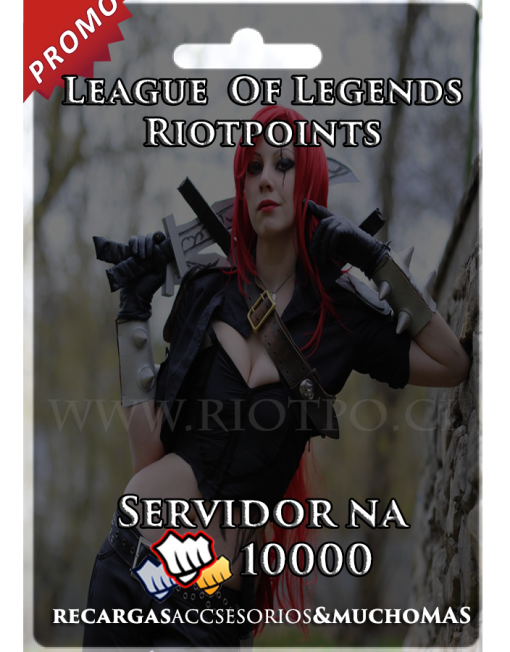 PROMO
LEAGUE OF LEGENDS
RIOTPOINTS
WWW.RIOTPO.CL
SERVIDOR NA
10000
RECARGASACCSESORIOS&MUCHOMAS